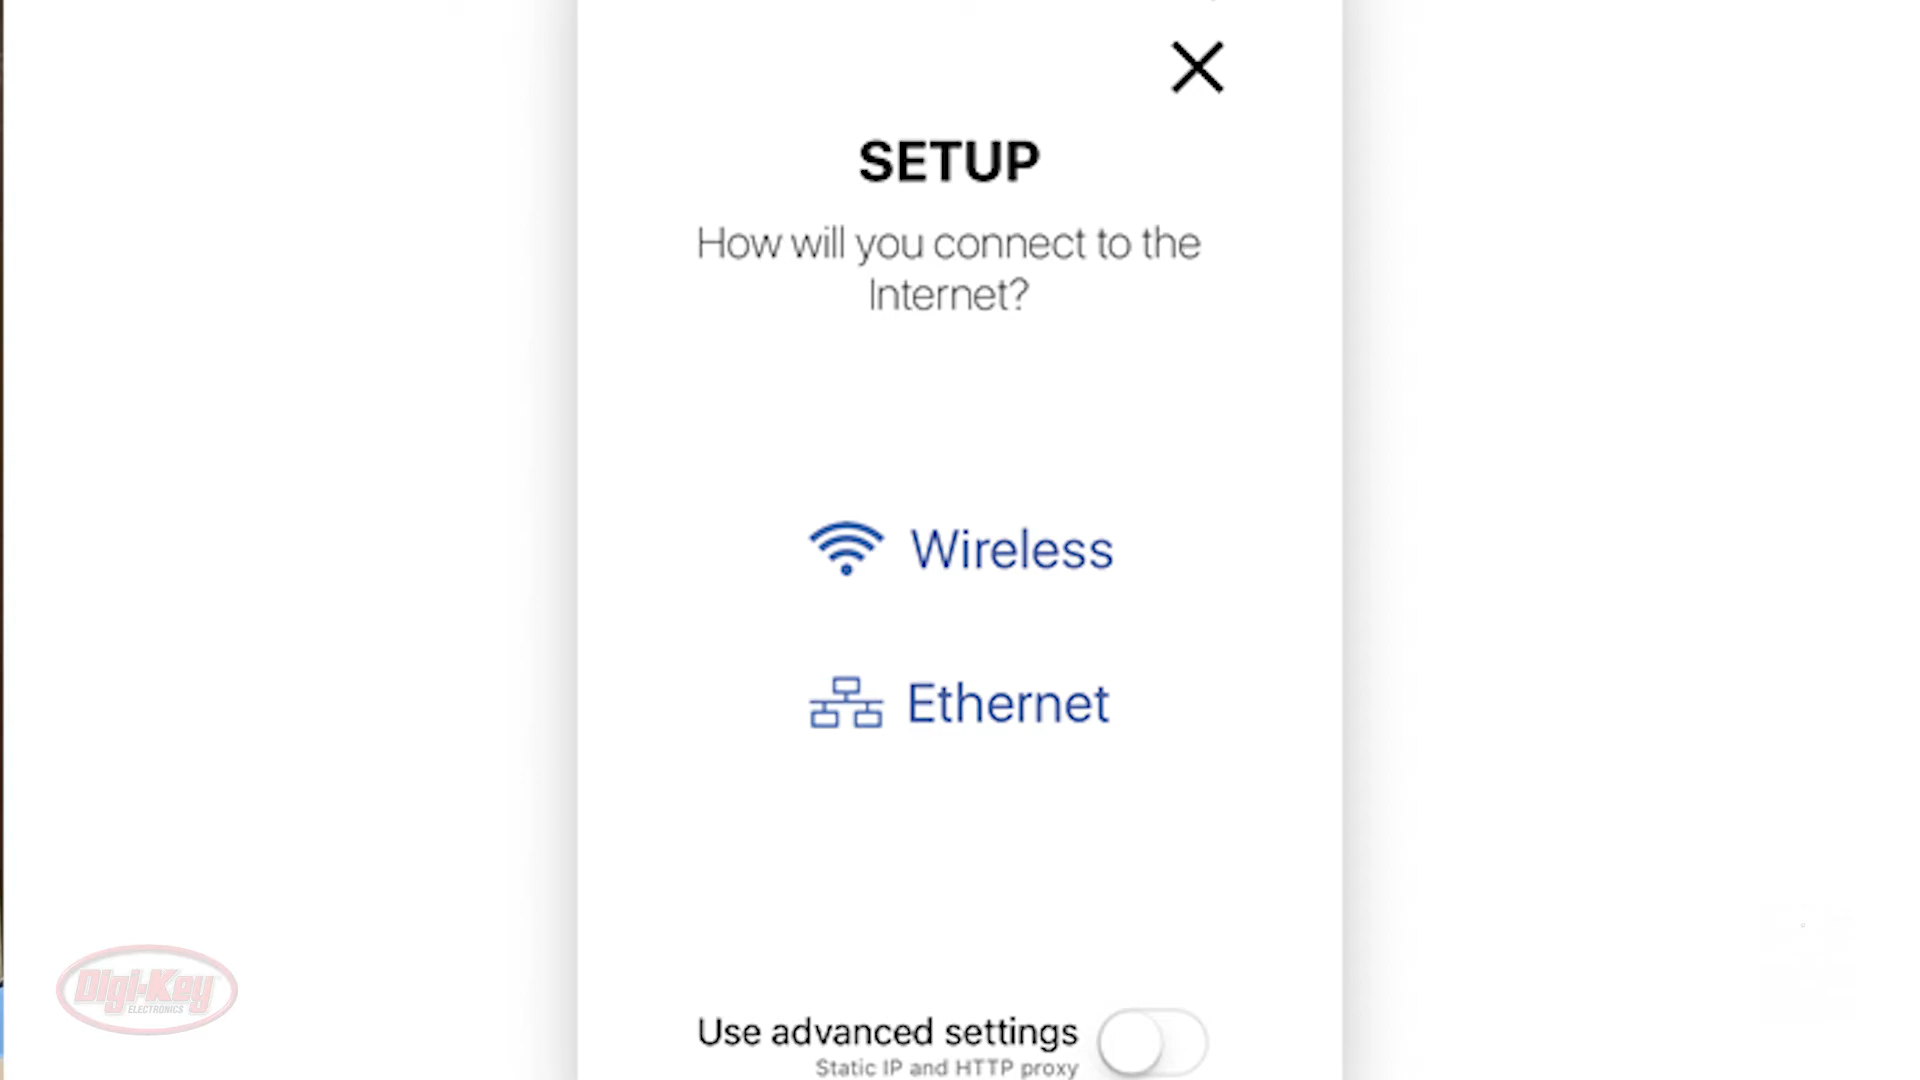 SETUP
How will you connect to the
Internet?
Wireless
Ethernet
Use advanced settings
Static IP and HTTP proxy
Digi-Key
ELECTRONICS